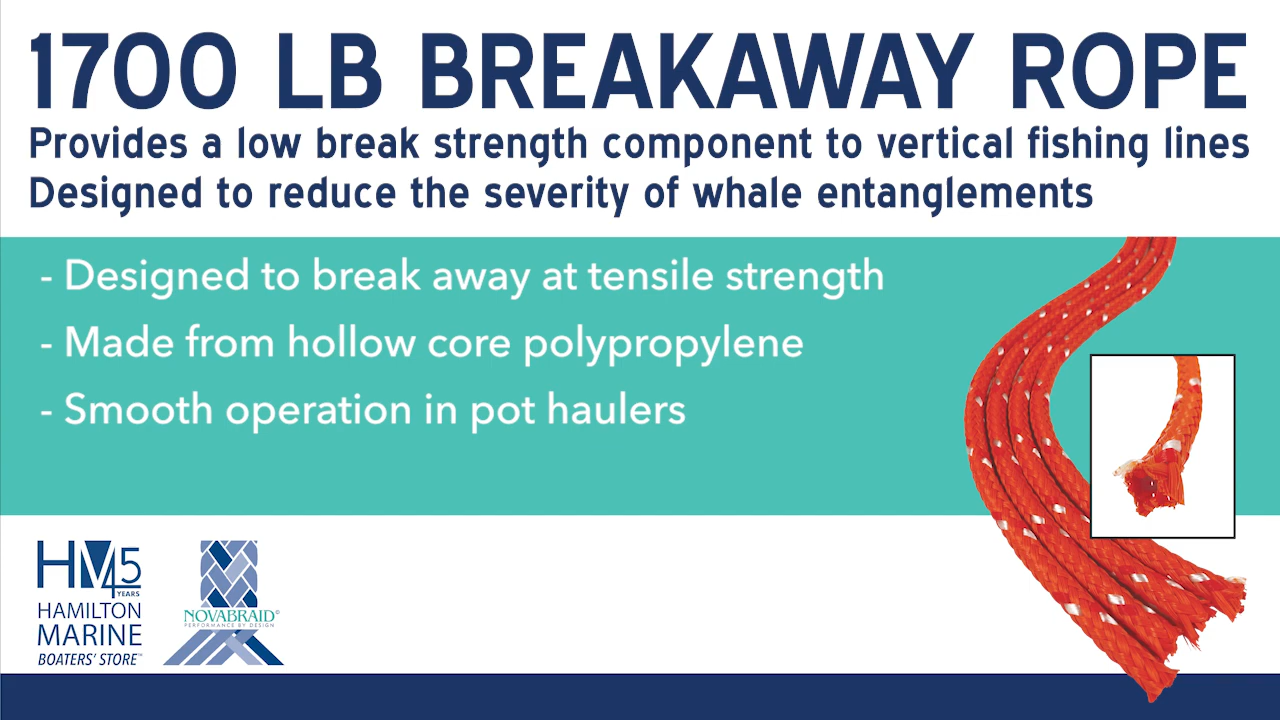 1700 LB BREAKAWAY ROPE
Provides a low break strength component to vertical fishing lines
Designed to reduce the severity of whale entanglements
- Designed to break away at tensile strength
- Made from hollow core polypropylene
- Smooth operation in pot haulers
HM45
YEARS
HAMILTON
MARINE
BOATERS' STORE™
NOVABRAID®
PERFORMANCE BY DESIGN